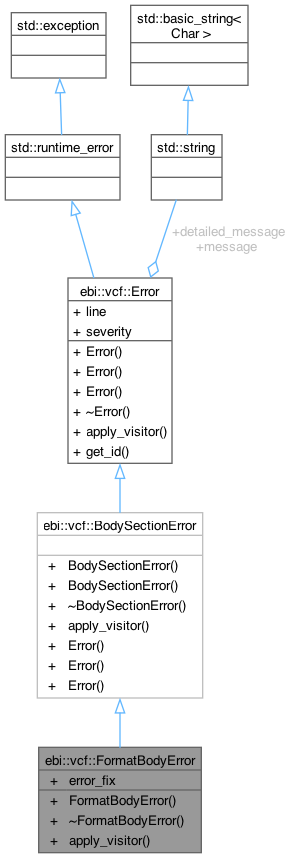 std::exception
std::basic_string<
Char >
std::runtime_error
std::string
+detailed_message
+message
ebi::vcf::Error
+ line
+ severity
+ Error()
+ Error()
+ Error()
+ ~Error()
+ apply_visitor()
+ get_id()
ebi::vcf::BodySectionError
+ BodySectionError()
+ BodySectionError()
+ ~BodySectionError()
+ apply_visitor()
+ Error()
+ Error()
+ Error()
ebi::vcf::FormatBodyError
+ error_fix
+ FormatBodyError()
+ ~FormatBodyError()
+ apply_visitor()